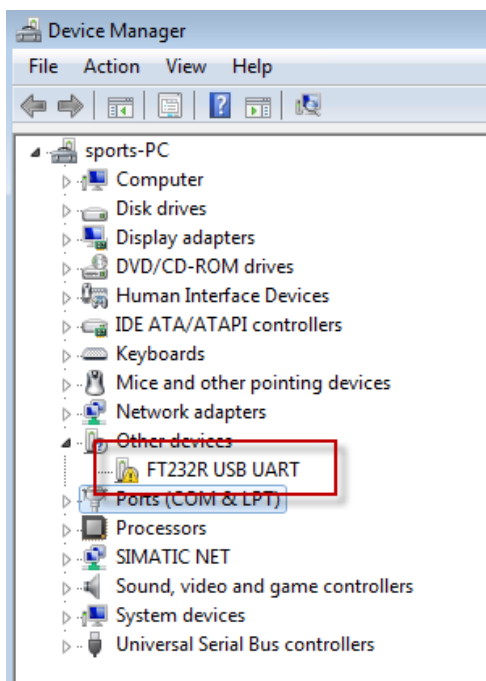 Device Manager
File Action View Help
sports-PC
Computer
Disk drives
Display adapters
DVD/CD-ROM drives
Human Interface Devices
IDE ATA/ATAPI controllers
Keyboards
Mice and other pointing devices
Network adapters
Other devices
FT232R USB UART
Ports (COM & LPT)
Processors
SIMATIC NET
Sound, video and game controllers
System devices
Universal Serial Bus controllers